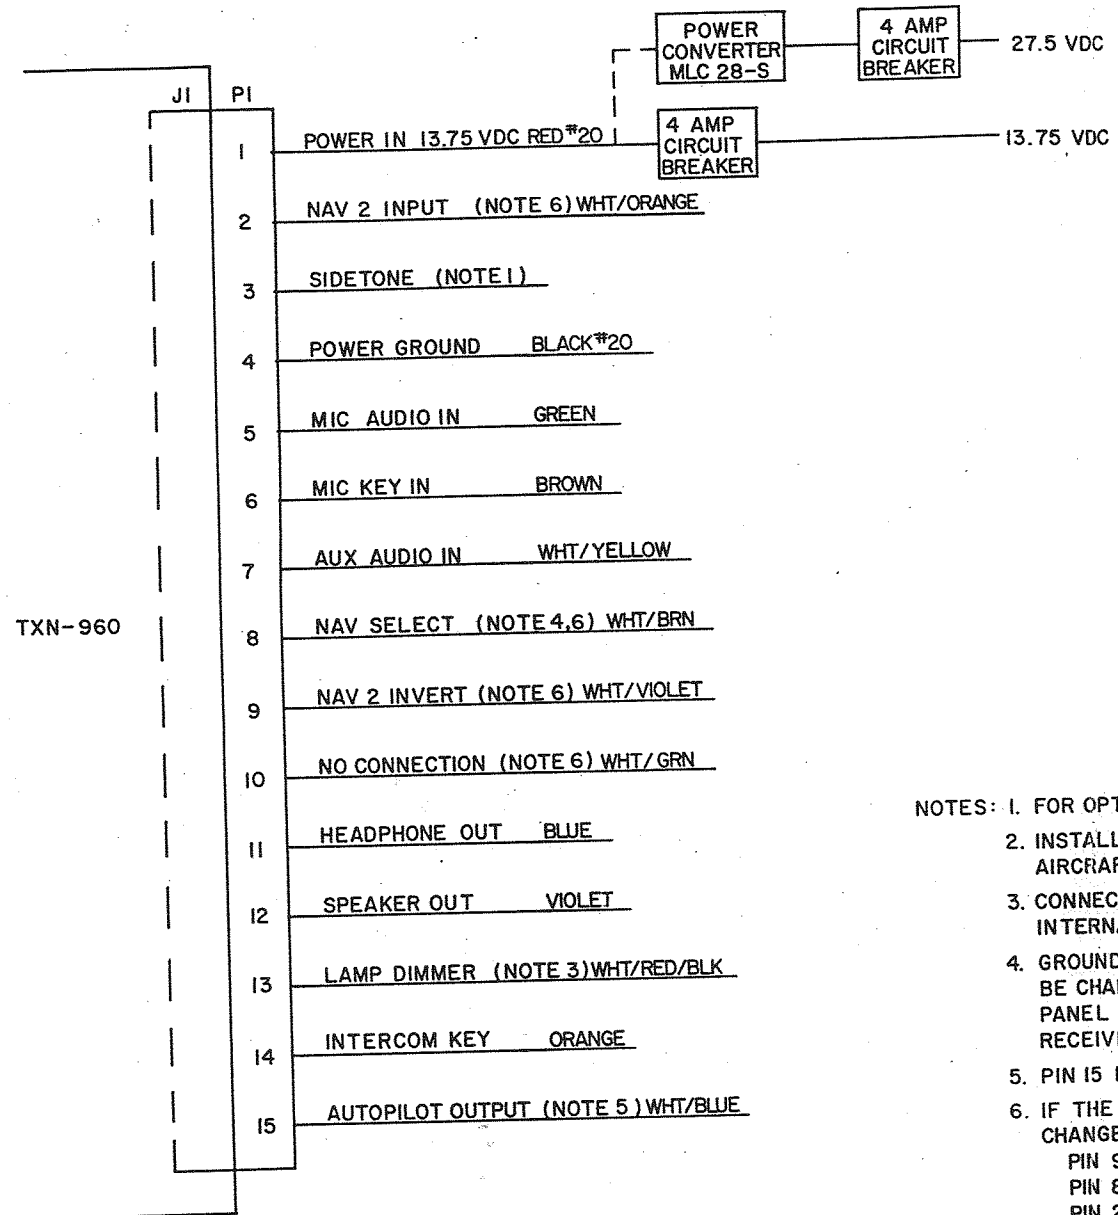 POWER
CONVERTER
MLC 28-S
4 AMP
CIRCUIT
BREAKER
27.5 VDC
J1 P1
1 POWER IN 13.75 VDC RED #20
4 AMP
CIRCUIT
BREAKER
13.75 VDC
2 NAV 2 INPUT (NOTE 6) WHT/ORANGE
3 SIDETONE (NOTE 1)
4 POWER GROUND BLACK #20
5 MIC AUDIO IN GREEN
6 MIC KEY IN BROWN
7 AUX AUDIO IN WHT/YELLOW
TXN-960
8 NAV SELECT (NOTE 4,6) WHT/BRN
9 NAV 2 INVERT (NOTE 6) WHT/VIOLET
10 NO CONNECTION (NOTE 6) WHT/GRN
11 HEADPHONE OUT BLUE
12 SPEAKER OUT VIOLET
13 LAMP DIMMER (NOTE 3) WHT/RED/BLK
14 INTERCOM KEY ORANGE
15 AUTOPILOT OUTPUT (NOTE 5) WHT/BLUE
NOTES: 1. FOR OPT
2. INSTALL
AIRCRAF
3. CONNEC
INTERNA
4. GROUND
BE CHA
PANEL
RECEIV
5. PIN 15
6. IF THE
CHANGE
PIN 9
PIN 8
PIN 2